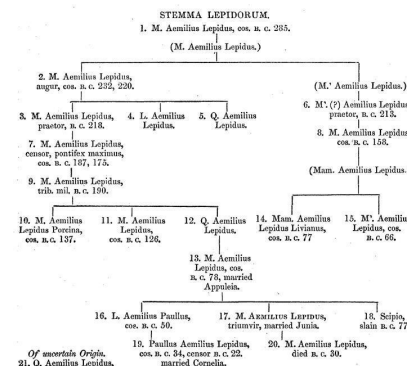 STEMMA LEPIDORUM.
1. M. Aemilius Lepidus, cos. B. C. 285.
(M. Aemilius Lepidus.)
2. M. Aemilius Lepidus,
augur, cos. B. C. 232, 220.
(M.' Aemilius Lepidus.)
3. M. Aemilius Lepidus,
praetor, B. C. 218.
4. L. Aemilius
Lepidus.
5. Q. Aemilius
Lepidus.
6. M'. (?) Aemilius Lepidus
praetor, B. C. 213.
7. M. Aemilius Lepidus,
censor, pontifex maximus,
cos. B. C. 187, 175.
8. M. Aemilius Lepidus,
cos. B. C. 158.
9. M. Aemilius Lepidus,
trib. mil. B. C. 190.
(Mam. Aemilius Lepidus.
10. M. Aemilius
Lepidus Porcina,
cos. B. C. 137.
11. M. Aemilius
Lepidus,
cos. B. C. 126.
12. Q. Aemilius
Lepidus.
14. Mam. Aemilius
Lepidus Livianus,
cos. B. C. 77
15. M'. Aemilius
Lepidus, cos.
B. C. 66.
13. M. Aemilius
Lepidus, cos.
B. C. 78, married
Appuleia.
16. L. Aemilius Paullus,
cos. B. C. 50.
17. M. AEMILIUS LEPIDUS,
triumvir, married Junia.
18. Scipio,
slain B. C. 77
19. Paullus Aemilius Lepidus,
cos. B. C. 34, censor B. C. 22.
married Cornelia.
20. M. Aemilius Lepidus,
died B. C. 30.
Of uncertain Origin.
21. Q. Aemilius Lepidus,